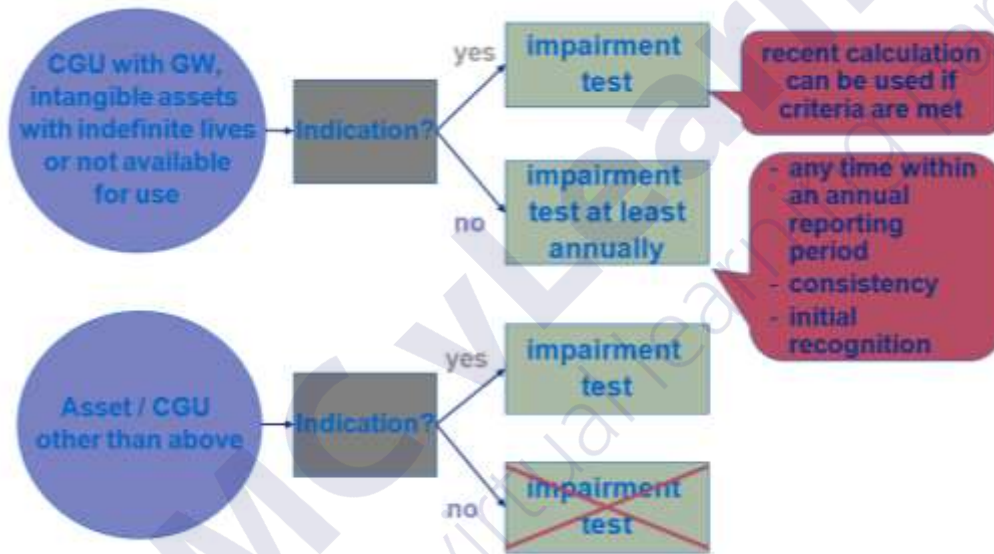 CGU with GW,
intangible assets
with indefinite lives
or not available
for use
Indication?
yes
impairment
test
recent calculation
can be used if
criteria are met
no
impairment
test at least
annually
- any time within
an annual
reporting
period
- consistency
- initial
recognition
Asset / CGU
other than above
Indication?
yes
impairment
test
no
impairment
test
virtual learning